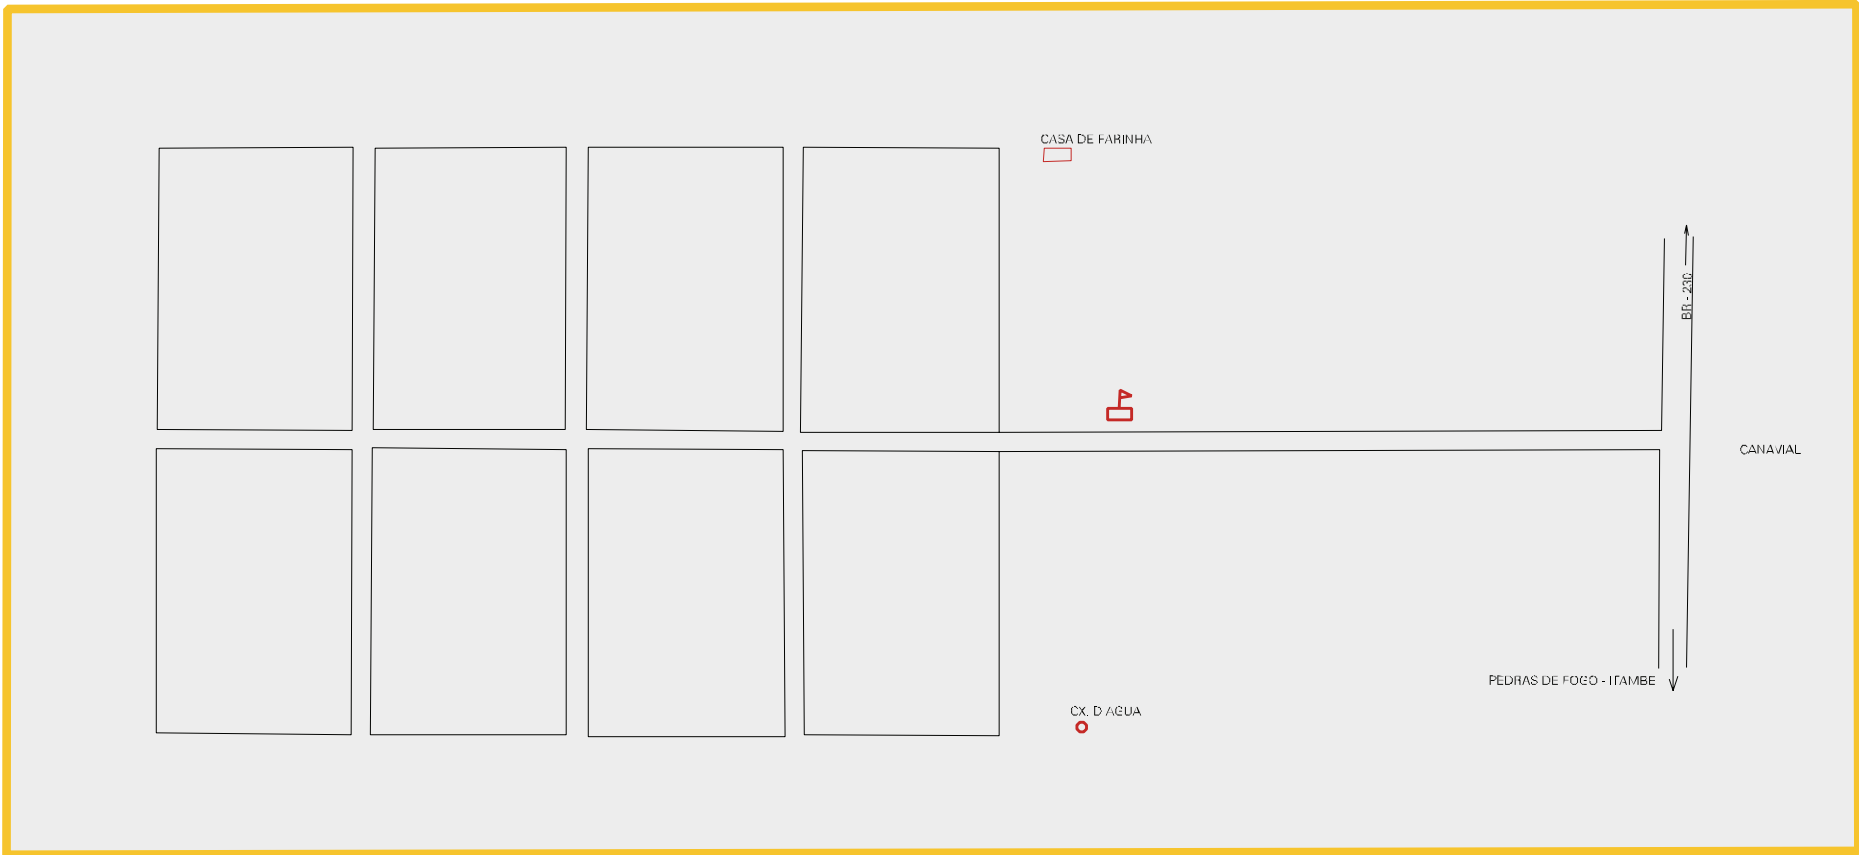 CASA DE FARINHA
BR - 230
CANAVIAL
PEDRAS DE FOGO - ITAMBE
CX. D AGUA